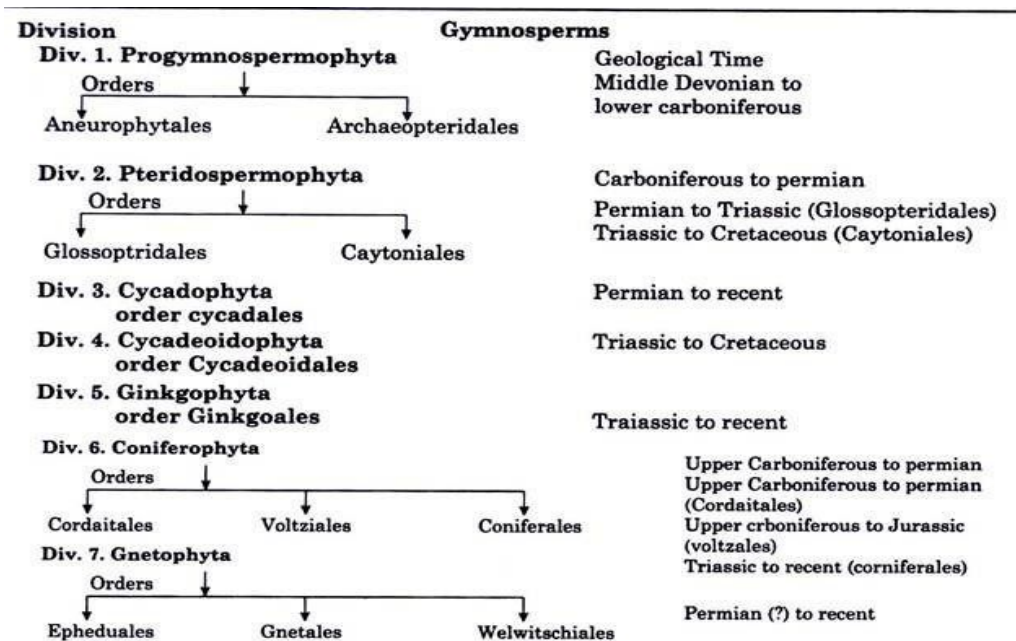 Division Gymnosperms
Div. 1. Progymnospermophyta Geological Time
Orders Middle Devonian to
lower carboniferous
Aneurophytales Archaeopteridales
Div. 2. Pteridospermophyta Carboniferous to permian
Orders Permian to Triassic (Glossopteridales)
Triassic to Cretaceous (Caytoniales)
Glossoptridales Caytoniales
Div. 3. Cycadophyta Permian to recent
order cycadales
Div. 4. Cycadeoidophyta Triassic to Cretaceous
order Cycadeoidales
Div. 5. Ginkgophyta
order Ginkgoales Traiassic to recent
Div. 6. Coniferophyta
Upper Carboniferous to permian
Orders Upper Carboniferous to permian
(Cordaitales)
Cordaitales Voltziales Coniferales Upper crboniferous to Jurassic
(voltzales)
Div. 7. Gnetophyta
Triassic to recent (corniferales)
Orders
Permian (?) to recent
Epheduales Gnetales Welwitschiales